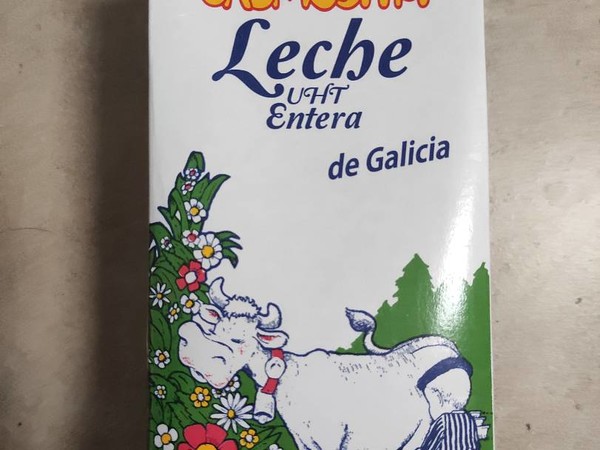 Leche
UHT
Entera
de Galicia